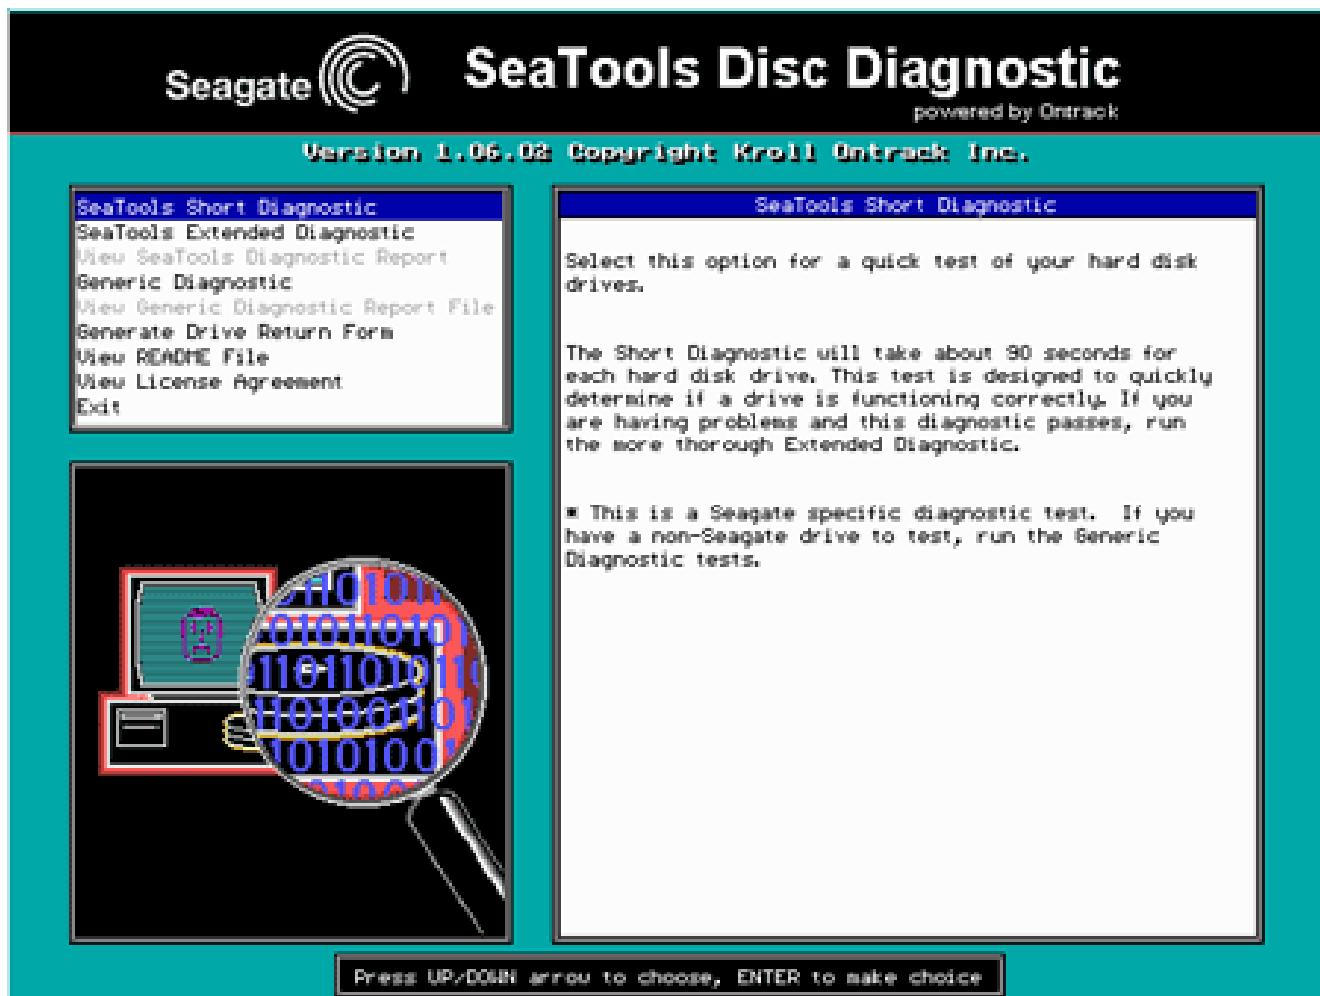 Seagate
SeaTools Disc Diagnostic
powered by Ontrack
Version 1.06.02 Copyright Kroll Ontrack Inc.
SeaTools Short Diagnostic
SeaTools Extended Diagnostic
View SeaTools Diagnostic Report
Generic Diagnostic
View Generic Diagnostic Report File
Generate Drive Return Form
View README File
View License Agreement
Exit
SeaTools Short Diagnostic
Select this option for a quick test of your hard disk
drives.
The Short Diagnostic will take about 90 seconds for
each hard disk drive. This test is designed to quickly
determine if a drive is functioning correctly. If you
are having problems and this diagnostic passes, run
the more thorough Extended Diagnostic.
* This is a Seagate specific diagnostic test.  If you
have a non-Seagate drive to test, run the Generic
Diagnostic tests.
Press UP/DOWN arrow to choose, ENTER to make choice